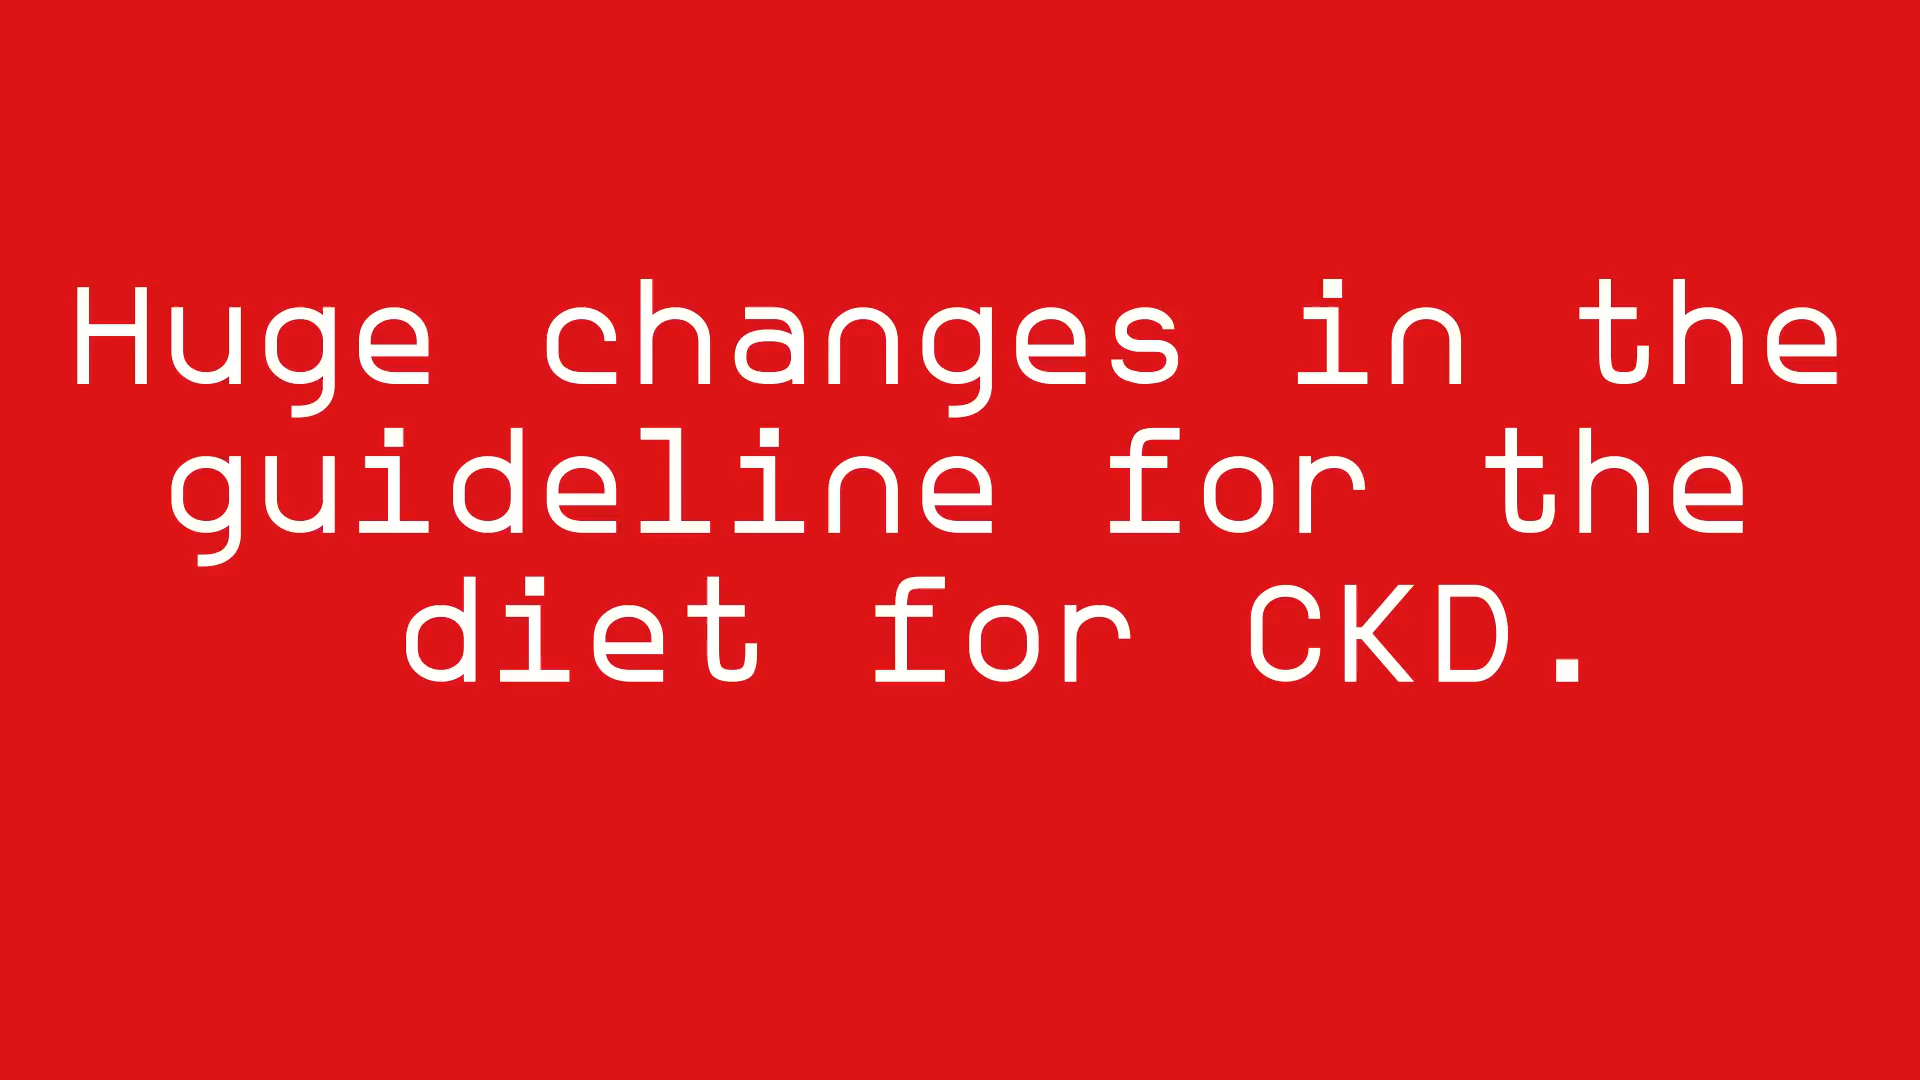 Huge changes in the
guideline for the
diet for CKD.